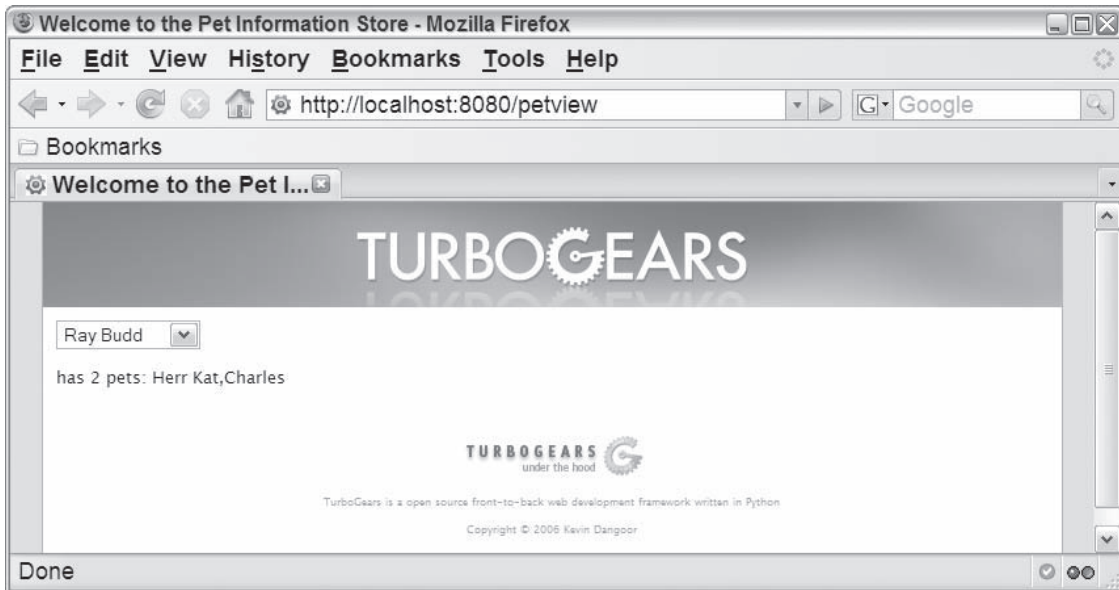 Welcome to the Pet Information Store - Mozilla Firefox
File Edit View History Bookmarks Tools Help
http://localhost:8080/petview
G Google
Bookmarks
Welcome to the Pet I...
TURBOGEARS
Ray Budd
has 2 pets: Herr Kat,Charles
TURBOGEARS
under the hood
TurboGears is a open source front-to-back web development framework written in Python
Copyright © 2006 Kevin Dangoor
Done